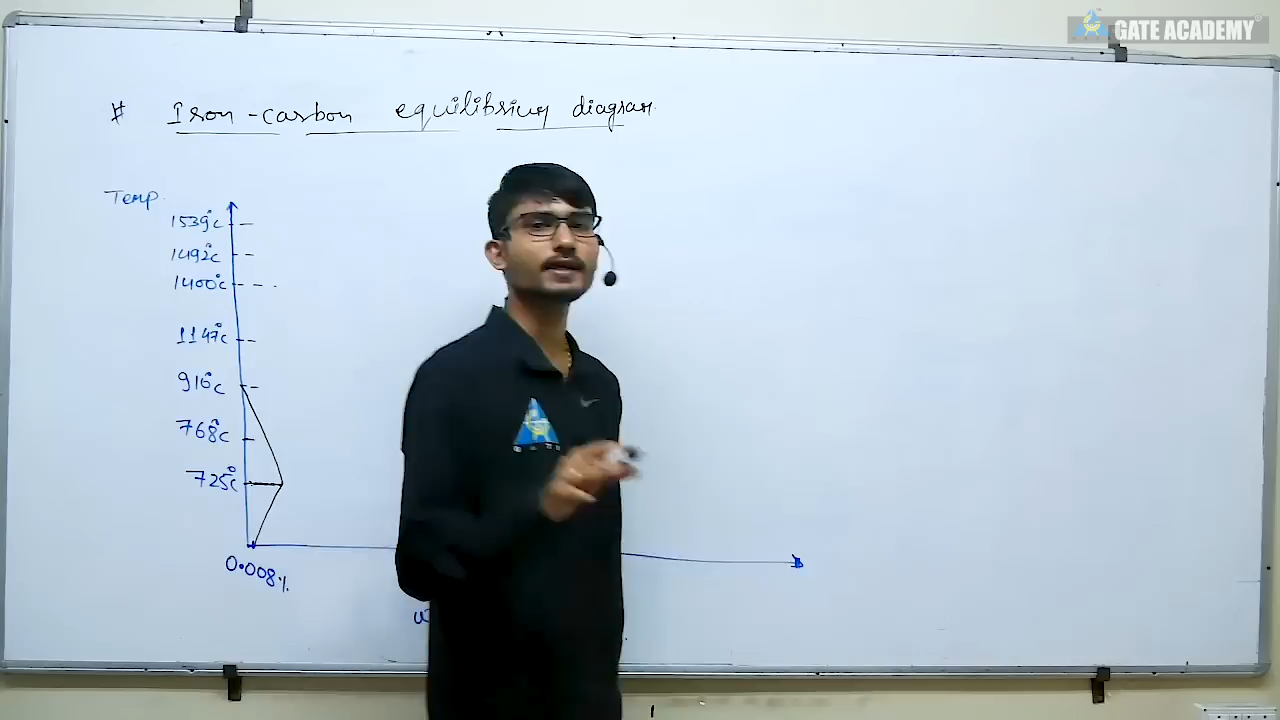 GATE ACADEMY
# Iron-carbon equilibrium diagram.
Temp.
1539°C
1492°C
1400°C
1147°C
910°C
768°C
725°C
0.008%